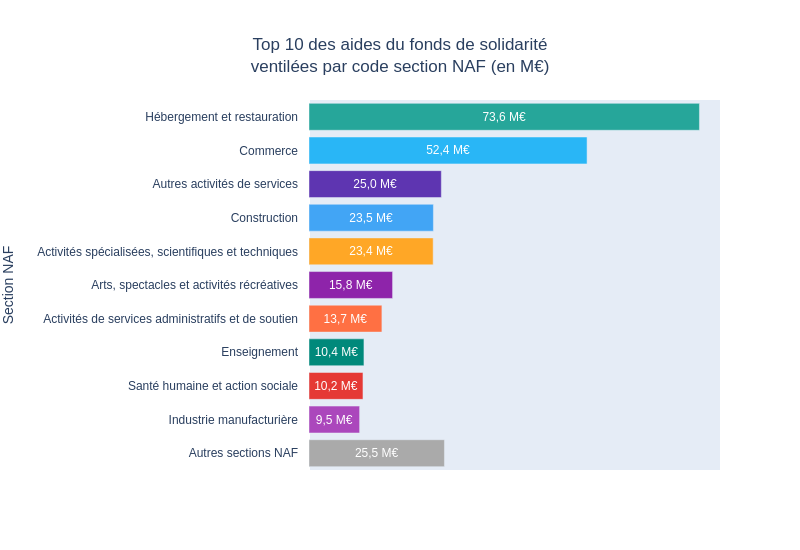 Top 10 des aides du fonds de solidarité
ventilées par code section NAF (en M€)
Section NAF
Hébergement et restauration 73,6 M€
Commerce 52,4 M€
Autres activités de services 25,0 M€
Construction 23,5 M€
Activités spécialisées, scientifiques et techniques 23,4 M€
Arts, spectacles et activités récréatives 15,8 M€
Activités de services administratifs et de soutien 13,7 M€
Enseignement 10,4 M€
Santé humaine et action sociale 10,2 M€
Industrie manufacturière 9,5 M€
Autres sections NAF 25,5 M€